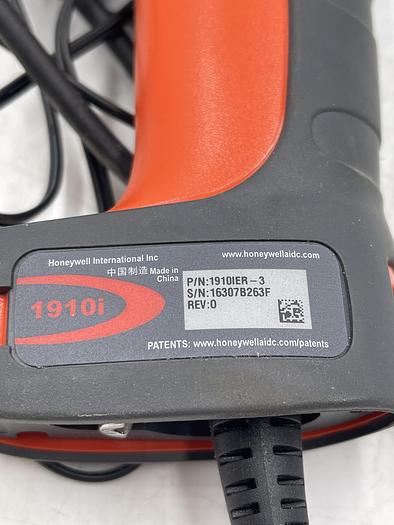 Honeywell International Inc
www.honeywellaidc.com
中国制造 Made in China
1910i
P/N:1910IER-3
S/N:16307B263F
REV:0
PATENTS: www.honeywellaidc.com/patents